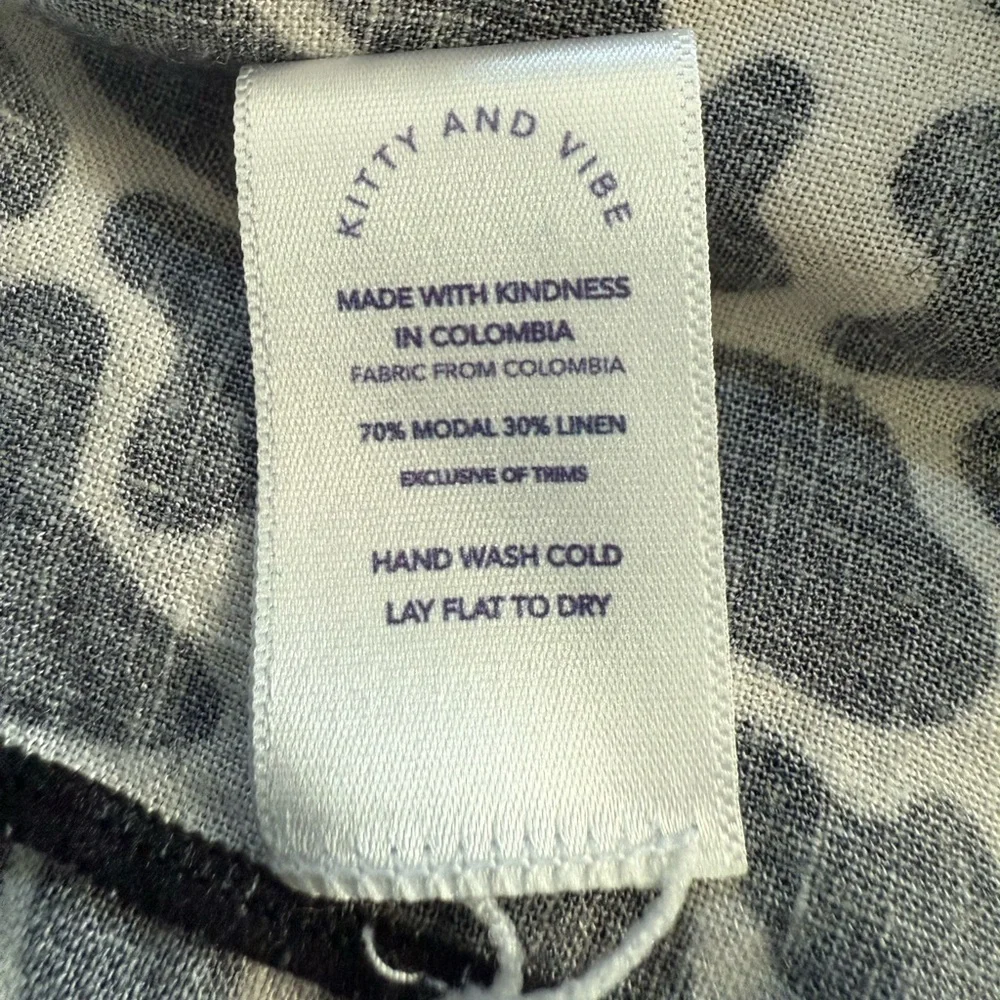 KITTY AND VIBE
MADE WITH KINDNESS
IN COLOMBIA
FABRIC FROM COLOMBIA
70% MODAL 30% LINEN
EXCLUSIVE OF TRIMS
HAND WASH COLD
LAY FLAT TO DRY